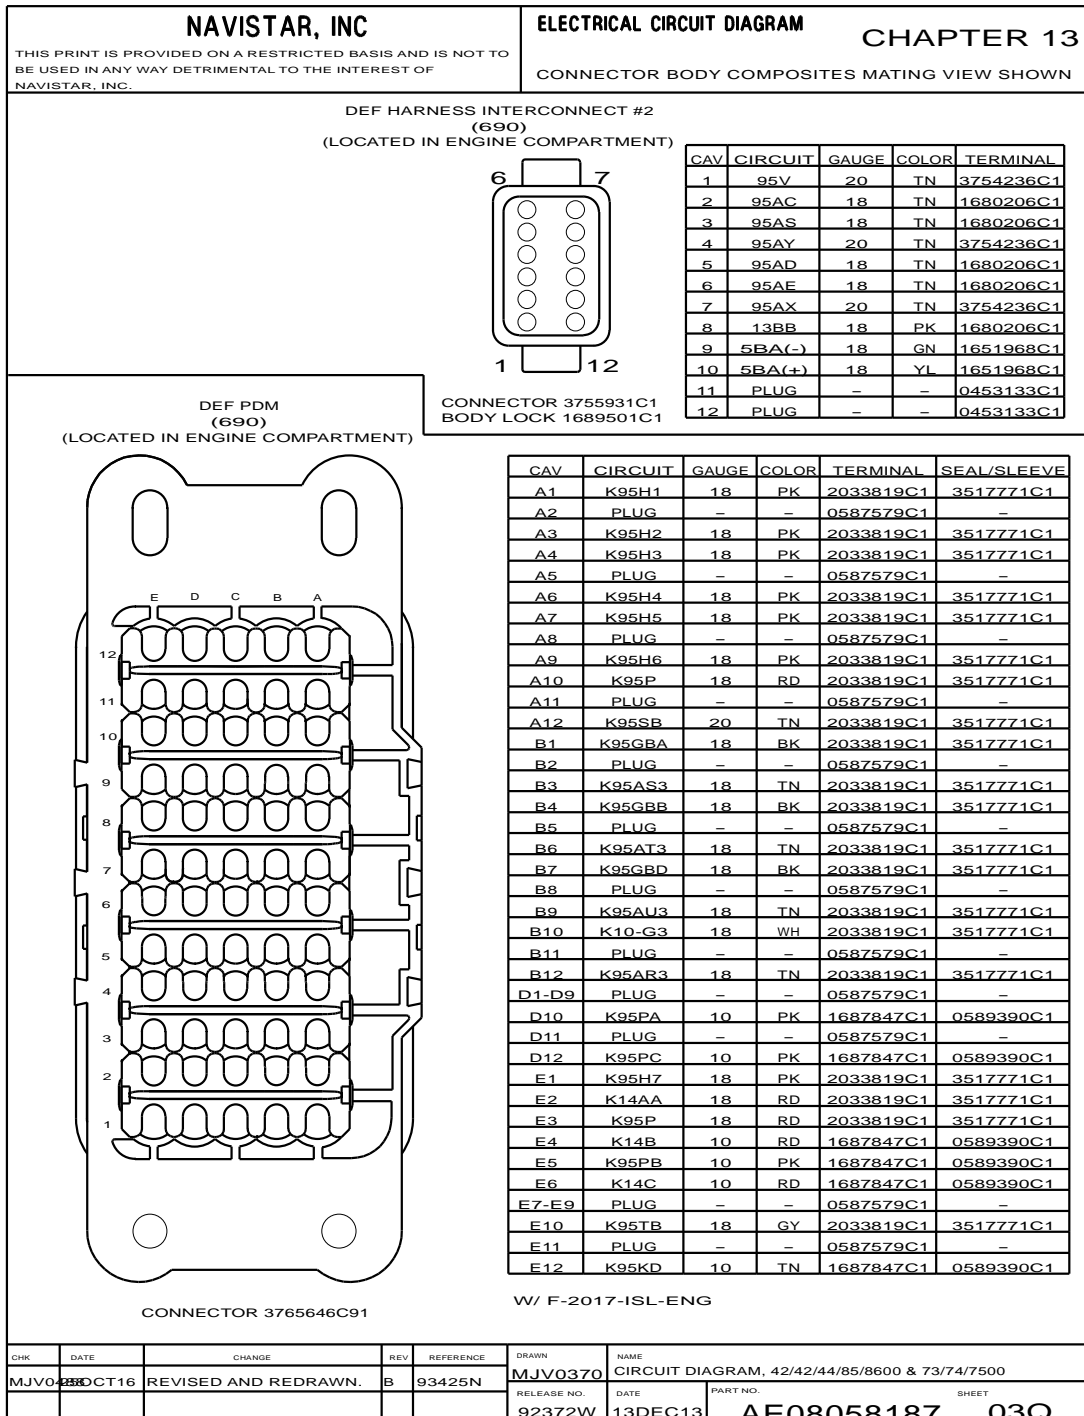 NAVISTAR, INC
THIS PRINT IS PROVIDED ON A RESTRICTED BASIS AND IS NOT TO
BE USED IN ANY WAY DETRIMENTAL TO THE INTEREST OF
NAVISTAR, INC.
ELECTRICAL CIRCUIT DIAGRAM
CHAPTER 13
CONNECTOR BODY COMPOSITES MATING VIEW SHOWN
DEF HARNESS INTERCONNECT #2
(690)
(LOCATED IN ENGINE COMPARTMENT)
6 7
1 12
CONNECTOR 3755931C1
BODY LOCK 1689501C1
CAV CIRCUIT GAUGE COLOR TERMINAL
1 95V 20 TN 3754236C1
2 95AC 18 TN 1680206C1
3 95AS 18 TN 1680206C1
4 95AY 20 TN 3754236C1
5 95AD 18 TN 1680206C1
6 95AE 18 TN 1680206C1
7 95AX 20 TN 3754236C1
8 13BB 18 PK 1680206C1
9 5BA(-) 18 GN 1651968C1
10 5BA(+) 18 YL 1651968C1
11 PLUG – – 0453133C1
12 PLUG – – 0453133C1
DEF PDM
(690)
(LOCATED IN ENGINE COMPARTMENT)
E D C B A
12
11
10
9
8
7
6
5
4
3
2
1
CONNECTOR 3765646C91
CAV CIRCUIT GAUGE COLOR TERMINAL SEAL/SLEEVE
A1 K95H1 18 PK 2033819C1 3517771C1
A2 PLUG – – 0587579C1 –
A3 K95H2 18 PK 2033819C1 3517771C1
A4 K95H3 18 PK 2033819C1 3517771C1
A5 PLUG – – 0587579C1 –
A6 K95H4 18 PK 2033819C1 3517771C1
A7 K95H5 18 PK 2033819C1 3517771C1
A8 PLUG – – 0587579C1 –
A9 K95H6 18 PK 2033819C1 3517771C1
A10 K95P 18 RD 2033819C1 3517771C1
A11 PLUG – – 0587579C1 –
A12 K95SB 20 TN 2033819C1 3517771C1
B1 K95GBA 18 BK 2033819C1 3517771C1
B2 PLUG – – 0587579C1 –
B3 K95AS3 18 TN 2033819C1 3517771C1
B4 K95GBB 18 BK 2033819C1 3517771C1
B5 PLUG – – 0587579C1 –
B6 K95AT3 18 TN 2033819C1 3517771C1
B7 K95GBD 18 BK 2033819C1 3517771C1
B8 PLUG – – 0587579C1 –
B9 K95AU3 18 TN 2033819C1 3517771C1
B10 K10-G3 18 WH 2033819C1 3517771C1
B11 PLUG – – 0587579C1 –
B12 K95AR3 18 TN 2033819C1 3517771C1
D1-D9 PLUG – – 0587579C1 –
D10 K95PA 10 PK 1687847C1 0589390C1
D11 PLUG – – 0587579C1 –
D12 K95PC 10 PK 1687847C1 0589390C1
E1 K95H7 18 PK 2033819C1 3517771C1
E2 K14AA 18 RD 2033819C1 3517771C1
E3 K95P 18 RD 2033819C1 3517771C1
E4 K14B 10 RD 1687847C1 0589390C1
E5 K95PB 10 PK 1687847C1 0589390C1
E6 K14C 10 RD 1687847C1 0589390C1
E7-E9 PLUG – – 0587579C1 –
E10 K95TB 18 GY 2033819C1 3517771C1
E11 PLUG – – 0587579C1 –
E12 K95KD 10 TN 1687847C1 0589390C1
W/ F-2017-ISL-ENG
CHK DATE CHANGE REV REFERENCE
REVISED AND REDRAWN. B 93425N
DRAWN
MJV0370
NAME
CIRCUIT DIAGRAM, 42/42/44/85/8600 & 73/74/7500
RELEASE NO. DATE PART NO. SHEET
92372W 13DEC13 AE08058187 03Q